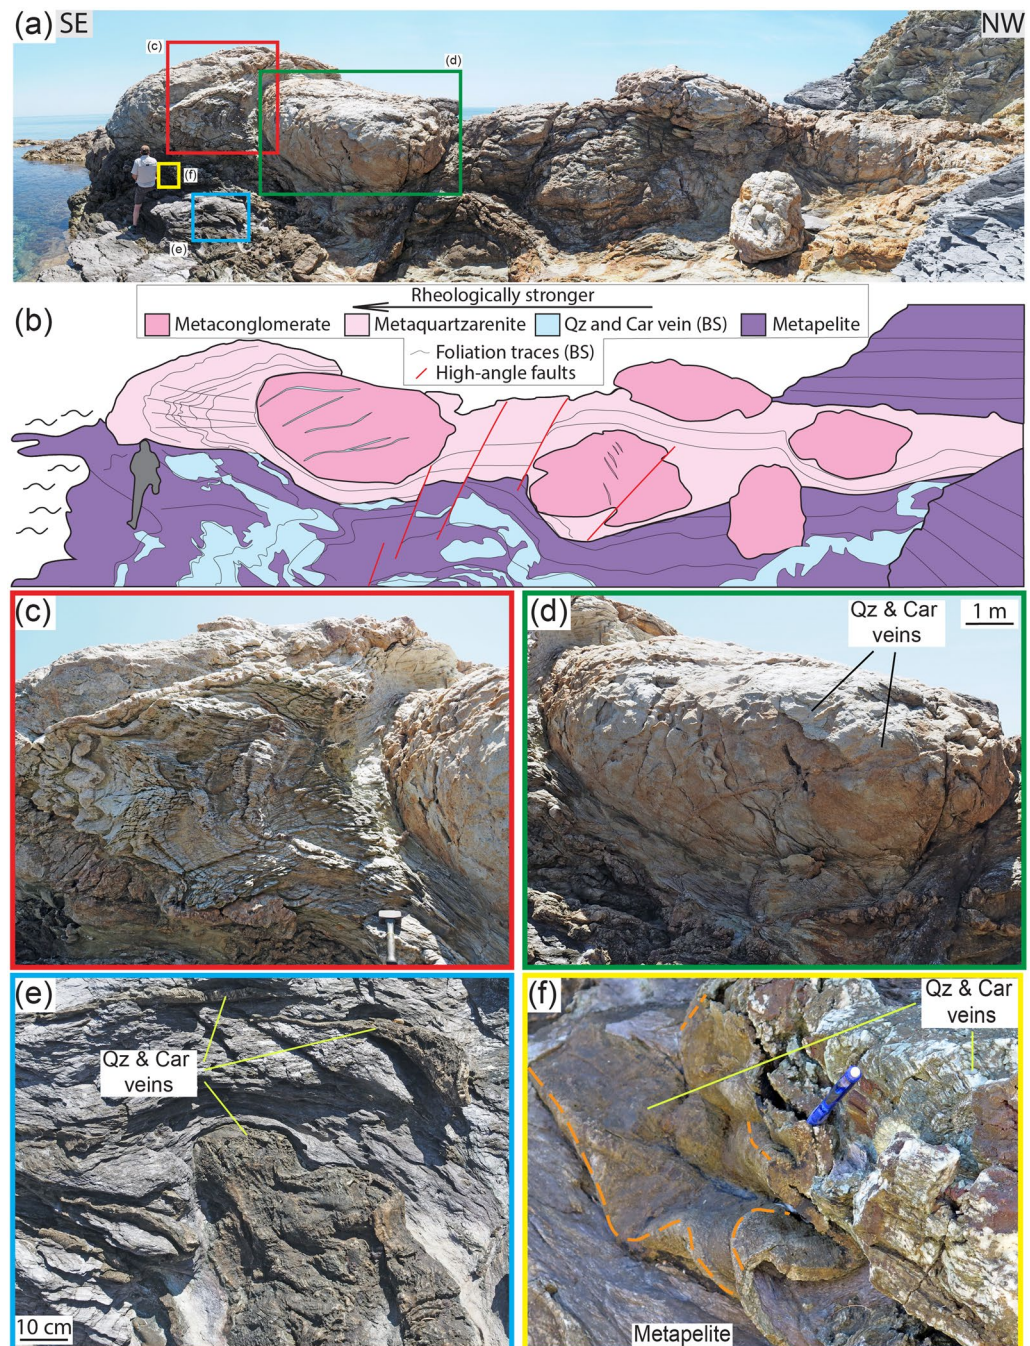 (a) SE
NW
(c)
(d)
(f)
(e)
(b)
Rheologically stronger
Metaconglomerate
Metaquartzarenite
Qz and Car vein (BS)
Metapelite
Foliation traces (BS)
High-angle faults
(c)
(d)
Qz & Car
veins
1 m
(e)
Qz & Car
veins
10 cm
(f)
Qz & Car
veins
Metapelite